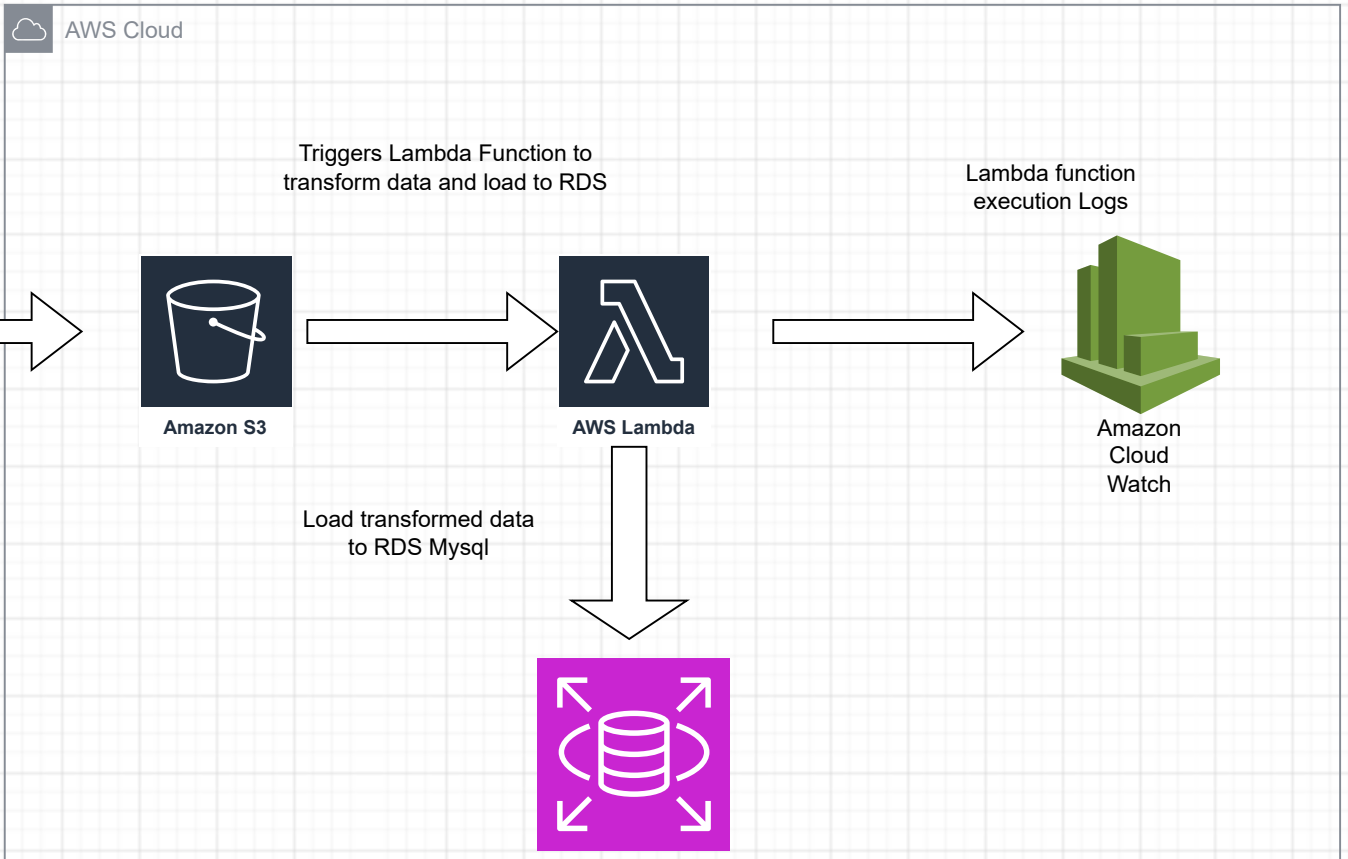 AWS Cloud
Triggers Lambda Function to
transform data and load to RDS
Lambda function
execution Logs
Amazon S3
AWS Lambda
Amazon
Cloud
Watch
Load transformed data
to RDS Mysql